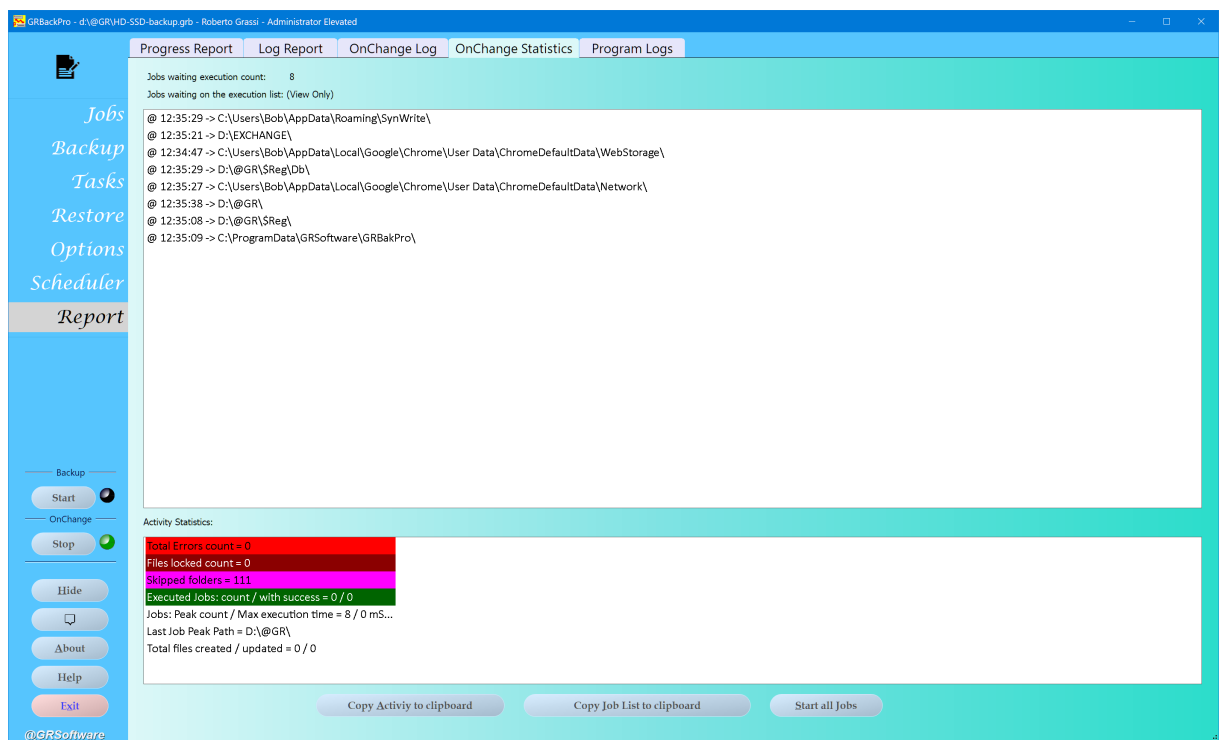 GRBackPro - d:\@GR\HD-SSD-backup.grb - Roberto Grassi - Administrator Elevated
Progress Report
Log Report
OnChange Log
OnChange Statistics
Program Logs
Jobs
Backup
Tasks
Restore
Options
Scheduler
Report
Backup
Start
OnChange
Stop
Hide
About
Help
Exit
@GRSoftware
Jobs waiting execution count: 8
Jobs waiting on the execution list: (View Only)
@ 12:35:29 -> C:\Users\Bob\AppData\Roaming\SynWrite\
@ 12:35:21 -> D:\EXCHANGE\
@ 12:34:47 -> C:\Users\Bob\AppData\Local\Google\Chrome\User Data\ChromeDefaultData\WebStorage\
@ 12:35:29 -> D:\@GR\$Reg\Db\
@ 12:35:27 -> C:\Users\Bob\AppData\Local\Google\Chrome\User Data\ChromeDefaultData\Network\
@ 12:35:38 -> D:\@GR\
@ 12:35:08 -> D:\@GR\$Reg\
@ 12:35:09 -> C:\ProgramData\GRSoftware\GRBakPro\
Activity Statistics:
Total Errors count = 0
Files locked count = 0
Skipped folders = 111
Executed Jobs: count / with success = 0 / 0
Jobs: Peak count / Max execution time = 8 / 0 mS...
Last Job Peak Path = D:\@GR\
Total files created / updated = 0 / 0
Copy Activiy to clipboard
Copy Job List to clipboard
Start all Jobs